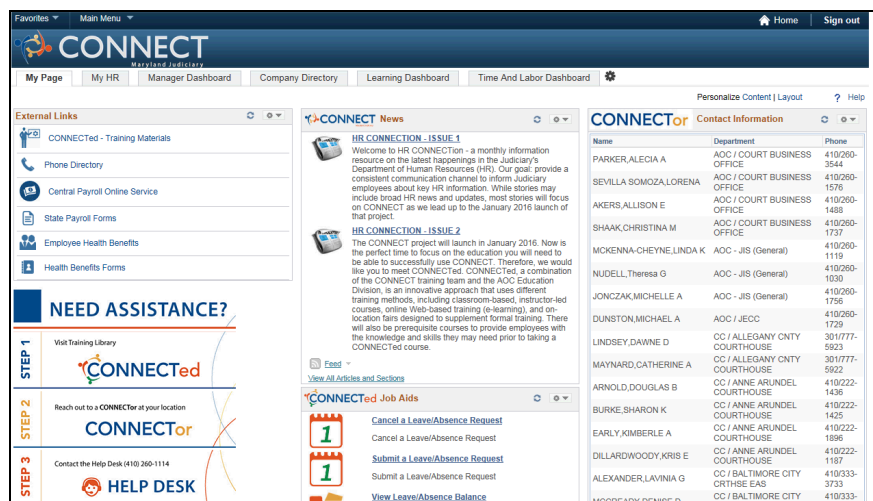 Favorites Main Menu Home Sign out
CONNECT
Maryland Judiciary
My Page My HR Manager Dashboard Company Directory Learning Dashboard Time And Labor Dashboard
Personalize Content | Layout ? Help
External Links
CONNECTed - Training Materials
Phone Directory
Central Payroll Online Service
State Payroll Forms
Employee Health Benefits
Health Benefits Forms
NEED ASSISTANCE?
STEP 1
Visit Training Library
CONNECTed
STEP 2
Reach out to a CONNECTor at your location
CONNECTor
STEP 3
Contact the Help Desk (410) 260-1114
HELP DESK
CONNECT News
HR CONNECTION - ISSUE 1
Welcome to HR CONNECTion - a monthly information
resource on the latest happenings in the Judiciary's
Department of Human Resources (HR). Our goal: provide a
consistent communication channel to inform Judiciary
employees about key HR information. While stories may
include broad HR news and updates, most stories will focus
on CONNECT as we lead up to the January 2016 launch of
that project.
HR CONNECTION - ISSUE 2
The CONNECT project will launch in January 2016. Now is
the perfect time to focus on the education you will need to
be able to successfully use CONNECT. Therefore, we would
like you to meet CONNECTed. CONNECTed, a combination
of the CONNECT training team and the AOC Education
Division, is an innovative approach that uses different
training methods, including classroom-based, instructor-led
courses, online Web-based training (e-learning), and on-
location fairs designed to supplement formal training. There
will also be prerequisite courses to provide employees with
the knowledge and skills they may need prior to taking a
CONNECTed course.
Feed
View All Articles and Sections
CONNECTed Job Aids
1
Cancel a Leave/Absence Request
Cancel a Leave/Absence Request
1
Submit a Leave/Absence Request
Submit a Leave/Absence Request
View Leave/Absence Balance
CONNECTor Contact Information
Name Department Phone
PARKER,ALECIA A AOC / COURT BUSINESS OFFICE 410/260-3544
SEVILLA SOMOZA,LORENA AOC / COURT BUSINESS OFFICE 410/260-1576
AKERS,ALLISON E AOC / COURT BUSINESS OFFICE 410/260-1488
SHAAK,CHRISTINA M AOC / COURT BUSINESS OFFICE 410/260-1737
MCKENNA-CHEYNE,LINDA K AOC - JIS (General) 410/260-1119
NUDELL,Theresa G AOC - JIS (General) 410/260-1030
JONCZAK,MICHELLE A AOC - JIS (General) 410/260-1756
DUNSTON,MICHAEL A AOC / JECC 410/260-1729
LINDSEY,DAWNE D CC / ALLEGANY CNTY COURTHOUSE 301/777-5923
MAYNARD,CATHERINE A CC / ALLEGANY CNTY COURTHOUSE 301/777-5922
ARNOLD,DOUGLAS B CC / ANNE ARUNDEL COURTHOUSE 410/222-1436
BURKE,SHARON K CC / ANNE ARUNDEL COURTHOUSE 410/222-1425
EARLY,KIMBERLE A CC / ANNE ARUNDEL COURTHOUSE 410/222-1896
DILLARDWOODY,KRIS E CC / ANNE ARUNDEL COURTHOUSE 410/222-1187
ALEXANDER,LAVINIA G CC / BALTIMORE CITY CRTHSE EAS 410/333-3733
CC / BALTIMORE CITY 410/333-